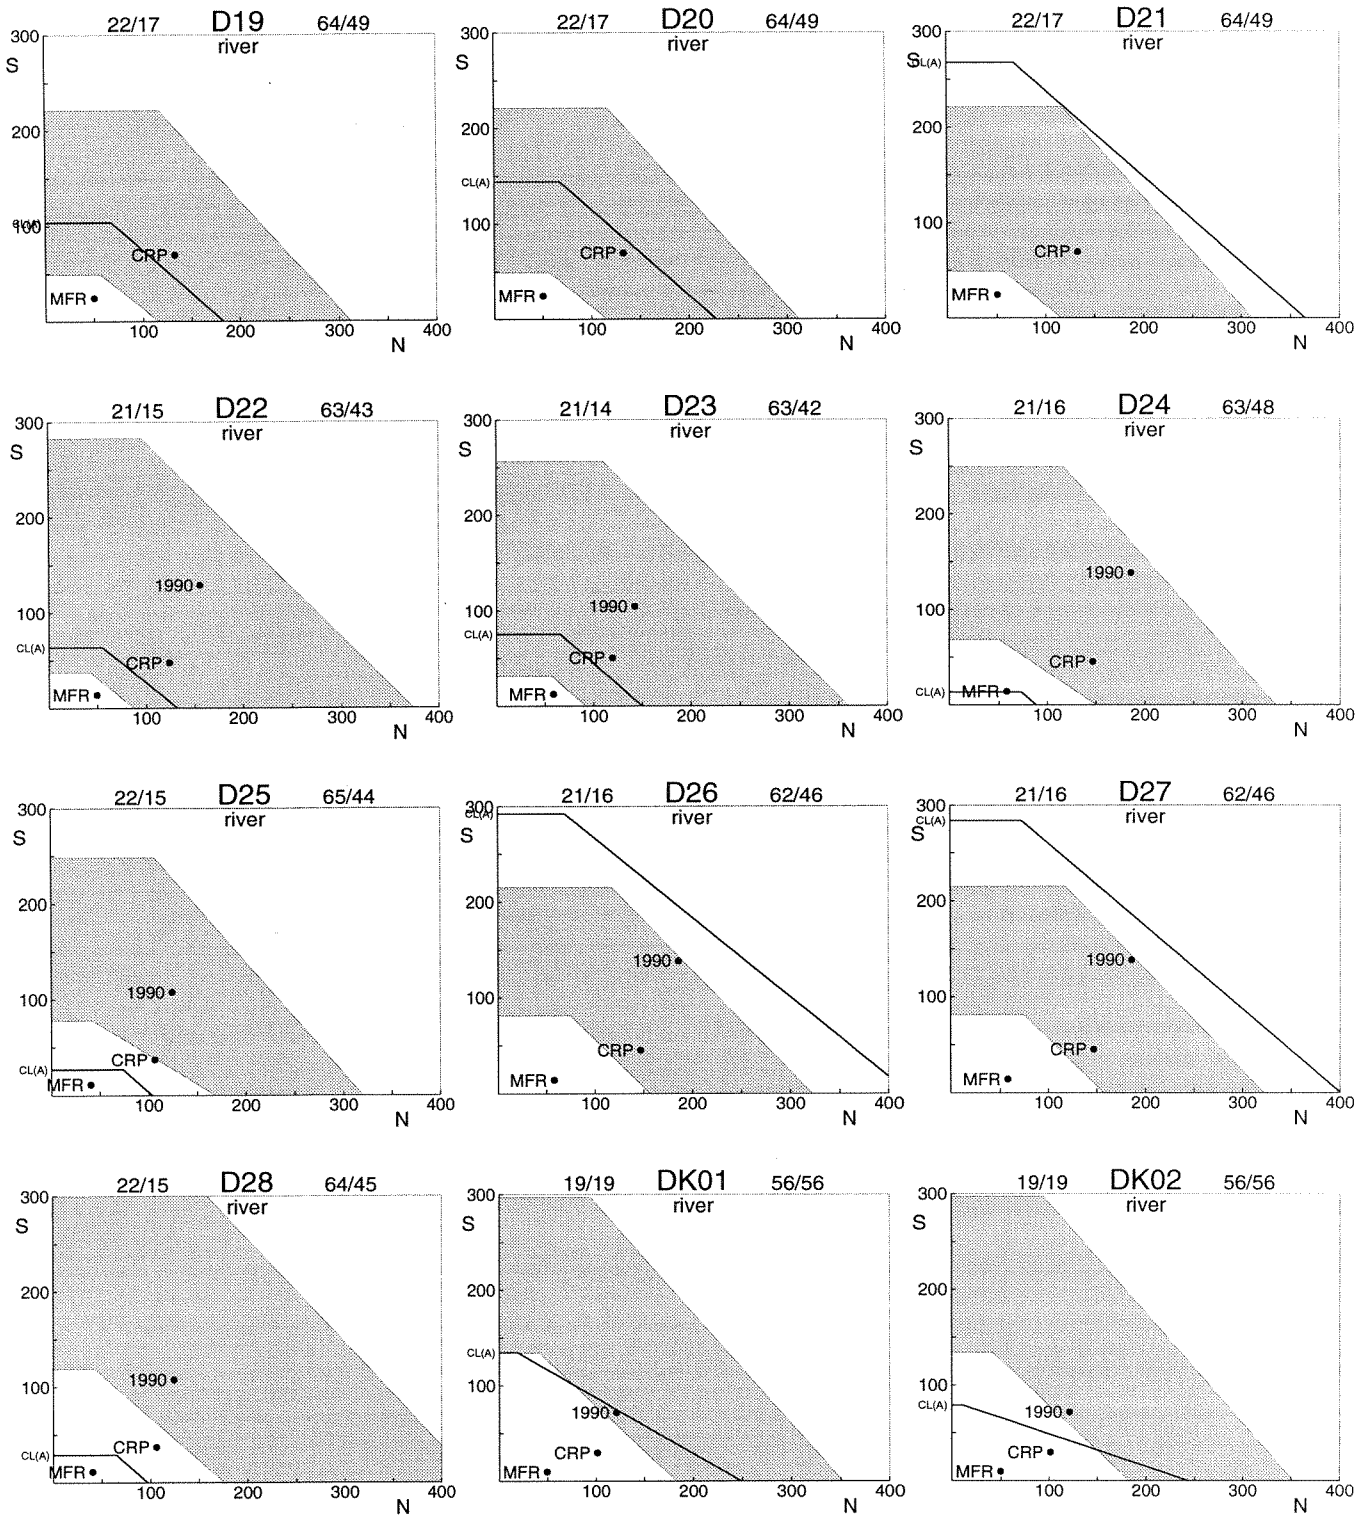 22/17 D19 64/49
river
300
S
200
CL(A)
100
CRP
MFR
100 200 300 400
N
22/17 D20 64/49
river
300
S
200
CL(A)
100
CRP
MFR
100 200 300 400
N
22/17 D21 64/49
river
300
S
CL(A)
200
100
CRP
MFR
100 200 300 400
N
21/15 D22 63/43
river
300
S
200
1990
100
CL(A)
CRP
MFR
100 200 300 400
N
21/14 D23 63/42
river
300
S
200
1990
100
CL(A)
CRP
MFR
100 200 300 400
N
21/16 D24 63/48
river
300
S
200
1990
100
CRP
CL(A)
MFR
100 200 300 400
N
22/15 D25 65/44
river
300
S
200
1990
100
CRP
CL(A)
MFR
100 200 300 400
N
21/16 D26 62/46
river
300
CL(A)
S
200
1990
100
CRP
MFR
100 200 300 400
N
21/16 D27 62/46
river
300
CL(A)
S
200
1990
100
CRP
MFR
100 200 300 400
N
22/15 D28 64/45
river
300
S
200
1990
100
CRP
CL(A)
MFR
100 200 300 400
N
19/19 DK01 56/56
river
300
S
200
CL(A)
100
1990
CRP
MFR
100 200 300 400
N
19/19 DK02 56/56
river
300
S
200
100
CL(A)
1990
CRP
MFR
100 200 300 400
N